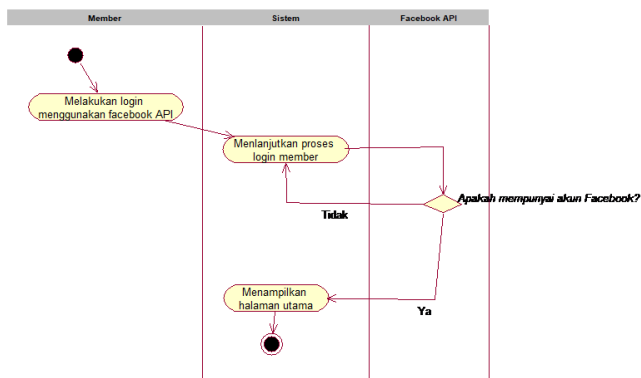 Member
Sistem
Facebook API
Melakukan login
menggunakan facebook API
Menlanjutkan proses
login member
Apakah mempunyai akun Facebook?
Tidak
Menampilkan
halaman utama
Ya